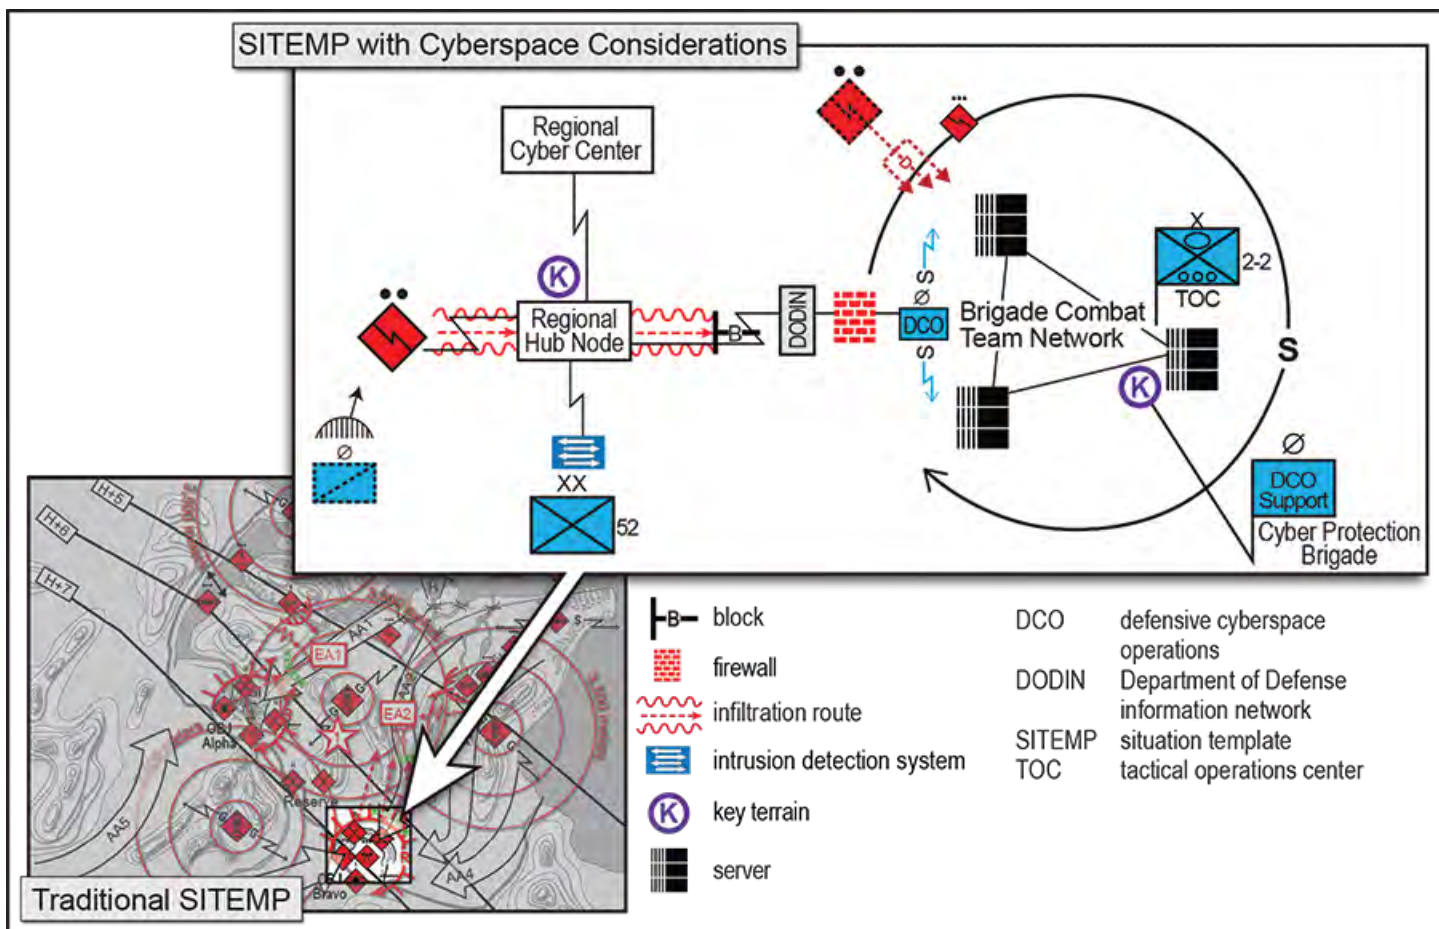 SITEMP with Cyberspace Considerations
Regional
Cyber Center
K
Regional
Hub Node
B
DODIN
D
S
DCO
S
Brigade Combat
Team Network
X
2-2
TOC
K
S
DCO
Support
Cyber Protection
Brigade
XX
52
H+5
H+6
H+7
EA1
AA1
EA2
G
G
G
G
OBJ
Alpha
Reserve
AA5
G
G
AA4
OBJ
Bravo
S
Traditional SITEMP
B block
firewall
infiltration route
intrusion detection system
K key terrain
server
DCO defensive cyberspace
operations
DODIN Department of Defense
information network
SITEMP situation template
TOC tactical operations center